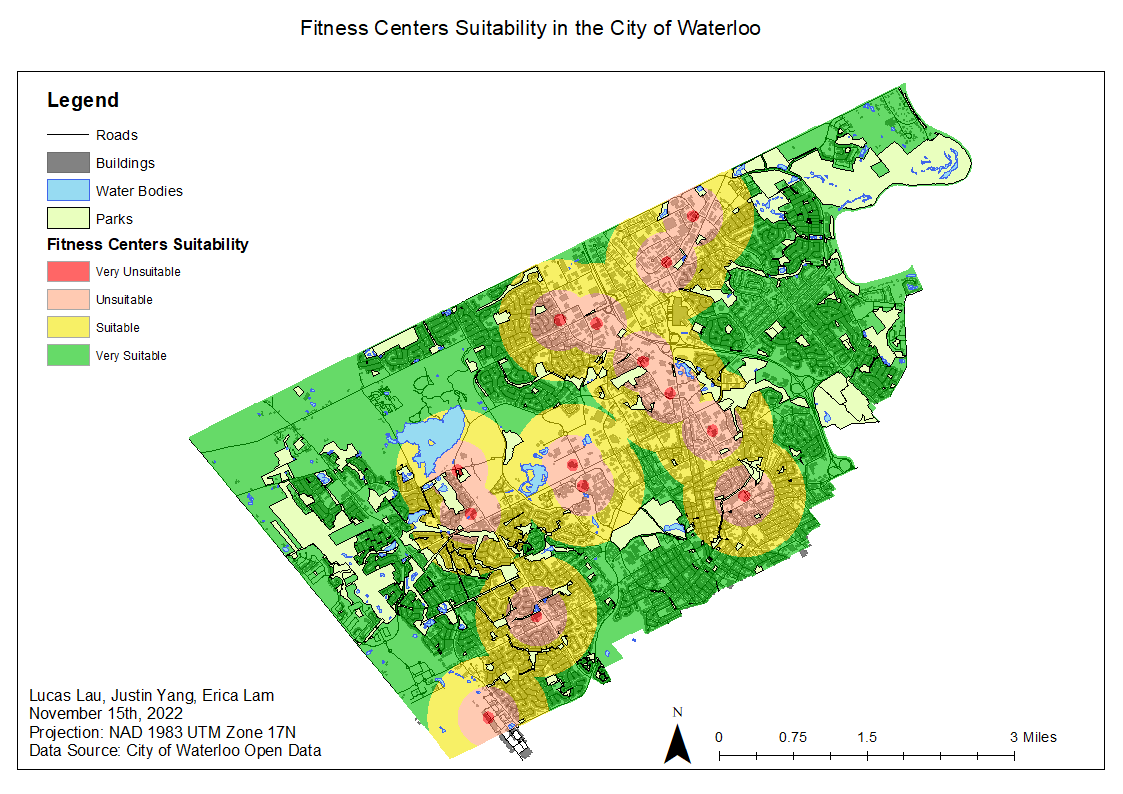 Fitness Centers Suitability in the City of Waterloo
Legend
Roads
Buildings
Water Bodies
Parks
Fitness Centers Suitability
Very Unsuitable
Unsuitable
Suitable
Very Suitable
Lucas Lau, Justin Yang, Erica Lam
November 15th, 2022
Projection: NAD 1983 UTM Zone 17N
Data Source: City of Waterloo Open Data
N
0 0.75 1.5 3 Miles